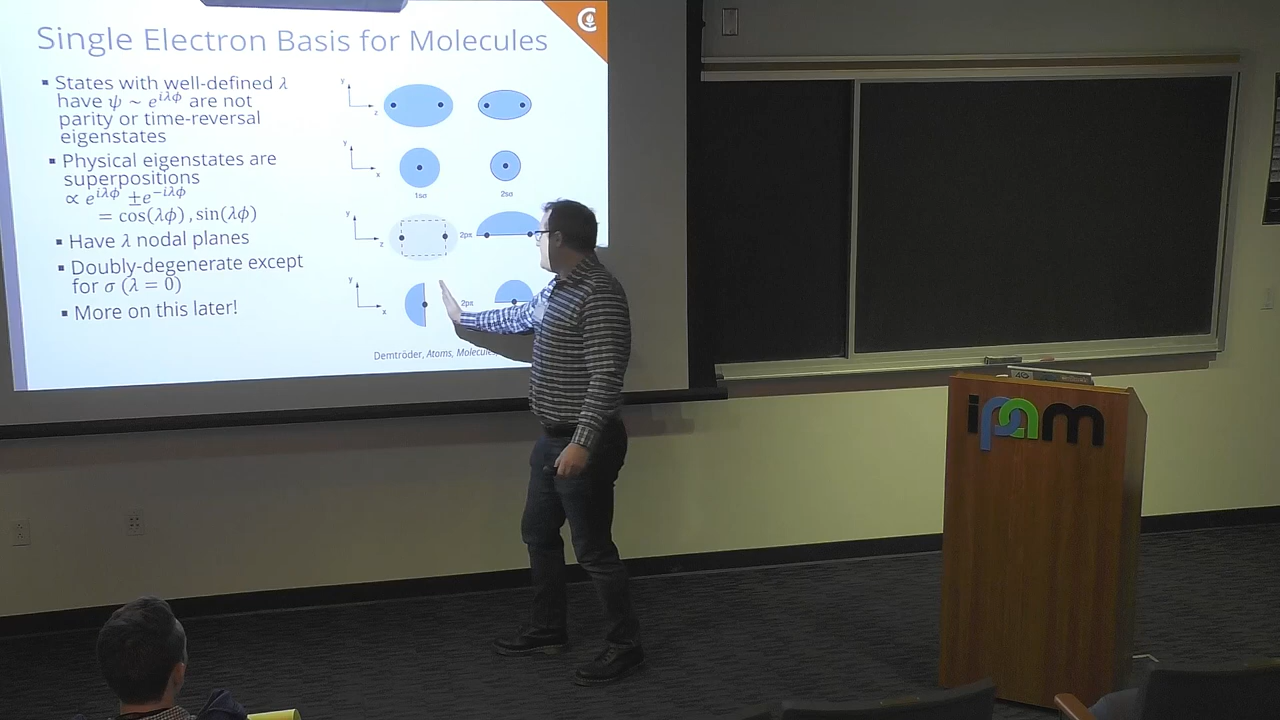 Single Electron Basis for Molecules
▪ States with well-defined λ
have ψ ~ e^{iλϕ} are not
parity or time-reversal
eigenstates
▪ Physical eigenstates are
superpositions
∝ e^{iλϕ} ± e^{-iλϕ}
= cos(λϕ), sin(λϕ)
▪ Have λ nodal planes
▪ Doubly-degenerate except
for σ (λ = 0)
▪ More on this later!
y
z
y
x
1sσ
2sσ
y
z
2pπ
y
x
2pπ
Demtröder, Atoms, Molecules,
ipam